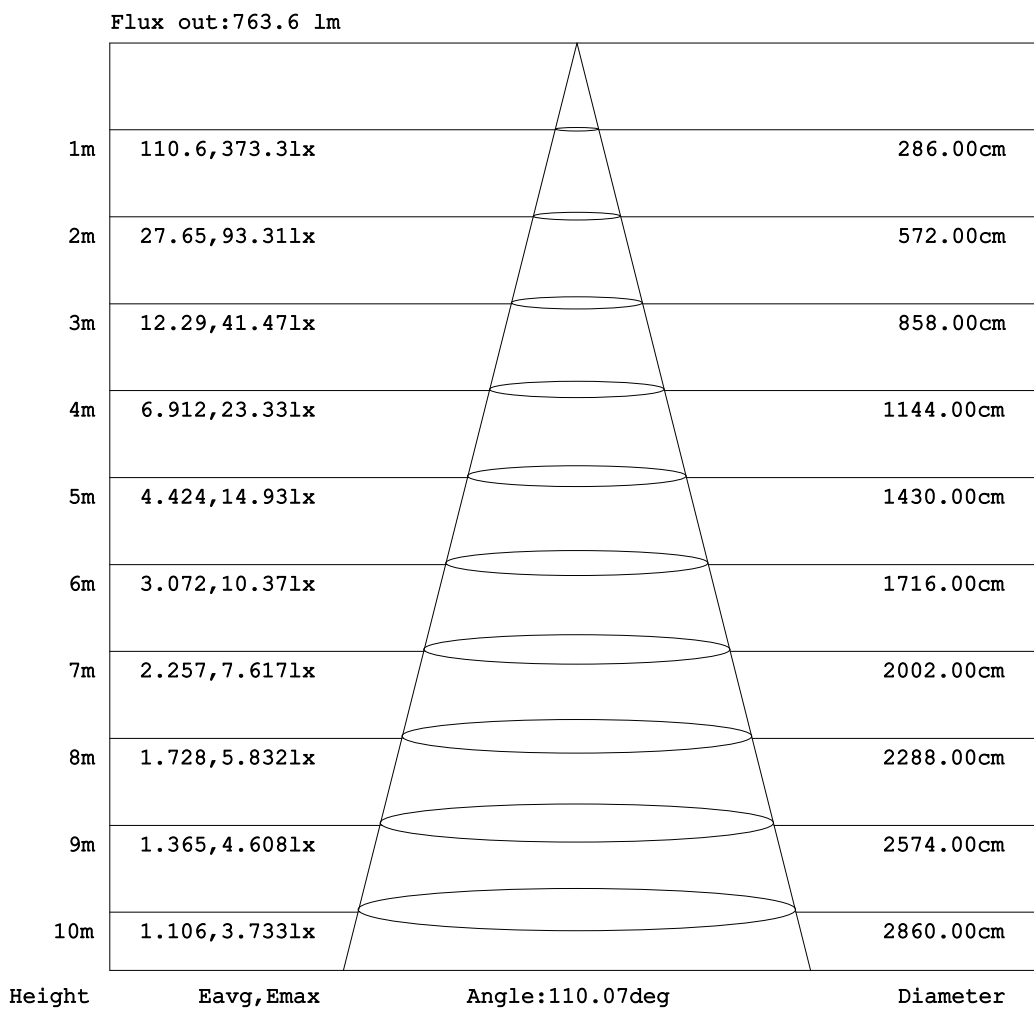 Flux out:763.6 lm
1m 110.6,373.3lx 286.00cm
2m 27.65,93.31lx 572.00cm
3m 12.29,41.47lx 858.00cm
4m 6.912,23.33lx 1144.00cm
5m 4.424,14.93lx 1430.00cm
6m 3.072,10.37lx 1716.00cm
7m 2.257,7.617lx 2002.00cm
8m 1.728,5.832lx 2288.00cm
9m 1.365,4.608lx 2574.00cm
10m 1.106,3.733lx 2860.00cm
Height Eavg,Emax Angle:110.07deg Diameter